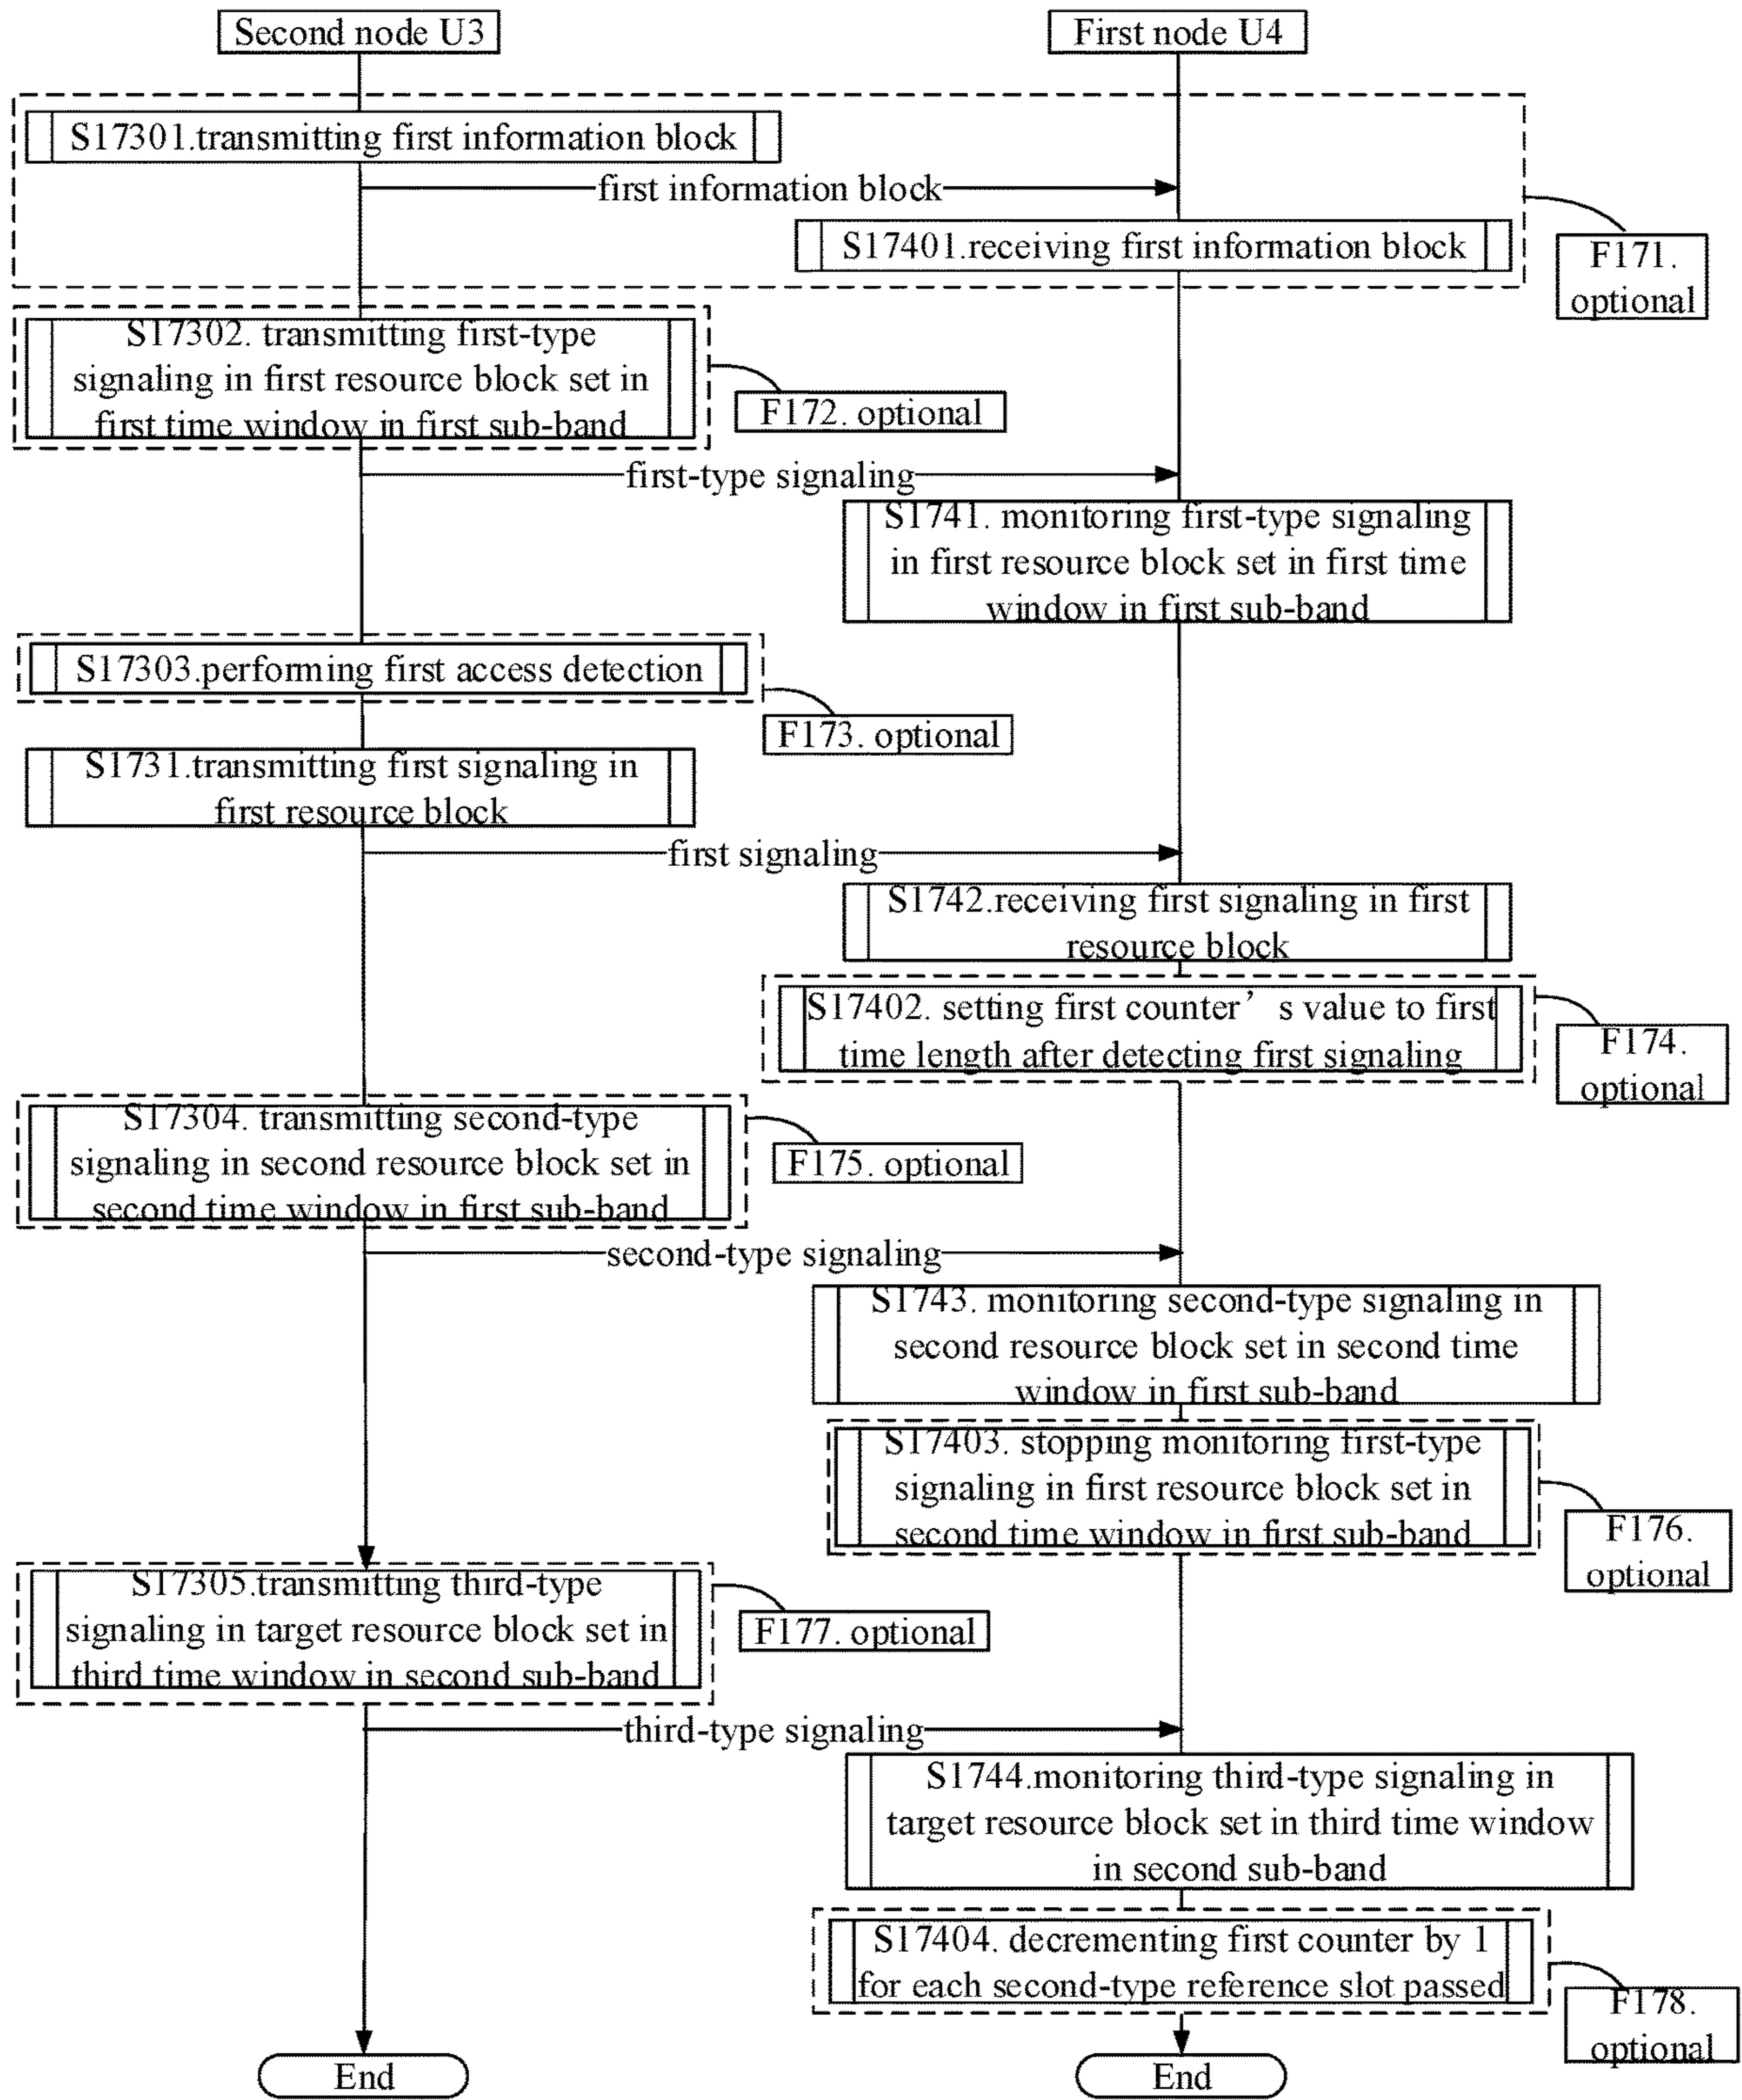 Second node U3
First node U4
S17301.transmitting first information block
first information block
S17401.receiving first information block
F171.
optional
S17302. transmitting first-type
signaling in first resource block set in
first time window in first sub-band
F172. optional
first-type signaling
S1741. monitoring first-type signaling
in first resource block set in first time
window in first sub-band
S17303.performing first access detection
F173. optional
S1731.transmitting first signaling in
first resource block
first signaling
S1742.receiving first signaling in first
resource block
S17402. setting first counter’s value to first
time length after detecting first signaling
F174.
optional
S17304. transmitting second-type
signaling in second resource block set in
second time window in first sub-band
F175. optional
second-type signaling
S1743. monitoring second-type signaling in
second resource block set in second time
window in first sub-band
S17403. stopping monitoring first-type
signaling in first resource block set in
second time window in first sub-band
F176.
optional
S17305.transmitting third-type
signaling in target resource block set in
third time window in second sub-band
F177. optional
third-type signaling
S1744.monitoring third-type signaling in
target resource block set in third time window
in second sub-band
S17404. decrementing first counter by 1
for each second-type reference slot passed
F178.
optional
End
End